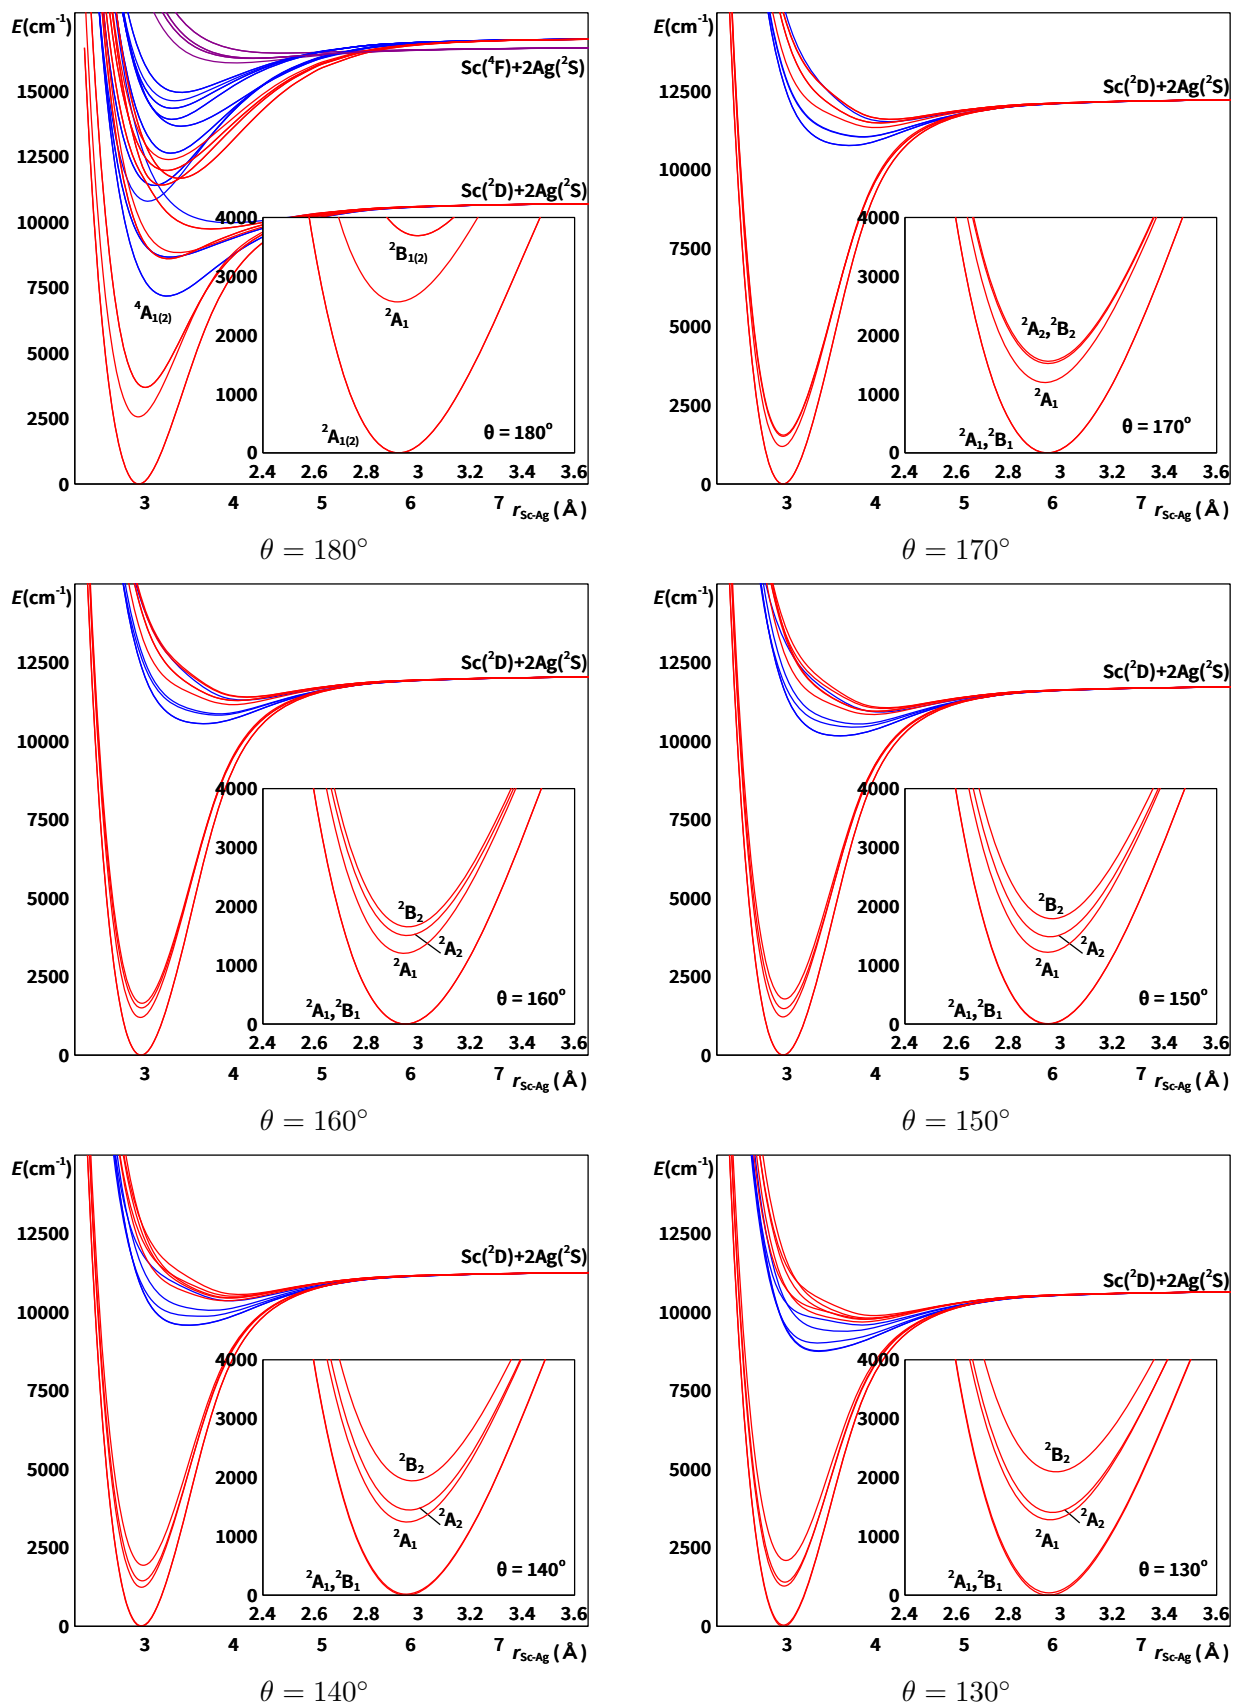 E(cm⁻¹)
15000
12500
10000
7500
5000
2500
0
Sc(⁴F)+2Ag(²S)
Sc(²D)+2Ag(²S)
⁴A₁₍₂₎
4000
3000
2000
1000
0
²B₁₍₂₎
²A₁
²A₁₍₂₎
θ = 180°
2.4 2.6 2.8 3 3.2 3.4 3.6
3 4 5 6 7 r_Sc-Ag (Å)
θ = 180°
E(cm⁻¹)
12500
10000
7500
5000
2500
0
Sc(²D)+2Ag(²S)
4000
3000
2000
1000
0
²A₂,²B₂
²A₁
²A₁,²B₁
θ = 170°
2.4 2.6 2.8 3 3.2 3.4 3.6
3 4 5 6 7 r_Sc-Ag (Å)
θ = 170°
E(cm⁻¹)
12500
10000
7500
5000
2500
0
Sc(²D)+2Ag(²S)
4000
3000
2000
1000
0
²B₂
²A₂
²A₁
²A₁,²B₁
θ = 160°
2.4 2.6 2.8 3 3.2 3.4 3.6
3 4 5 6 7 r_Sc-Ag (Å)
θ = 160°
E(cm⁻¹)
12500
10000
7500
5000
2500
0
Sc(²D)+2Ag(²S)
4000
3000
2000
1000
0
²B₂
²A₂
²A₁
²A₁,²B₁
θ = 150°
2.4 2.6 2.8 3 3.2 3.4 3.6
3 4 5 6 7 r_Sc-Ag (Å)
θ = 150°
E(cm⁻¹)
12500
10000
7500
5000
2500
0
Sc(²D)+2Ag(²S)
4000
3000
2000
1000
0
²B₂
²A₂
²A₁
²A₁,²B₁
θ = 140°
2.4 2.6 2.8 3 3.2 3.4 3.6
3 4 5 6 7 r_Sc-Ag (Å)
θ = 140°
E(cm⁻¹)
12500
10000
7500
5000
2500
0
Sc(²D)+2Ag(²S)
4000
3000
2000
1000
0
²B₂
²A₂
²A₁
²A₁,²B₁
θ = 130°
2.4 2.6 2.8 3 3.2 3.4 3.6
3 4 5 6 7 r_Sc-Ag (Å)
θ = 130°